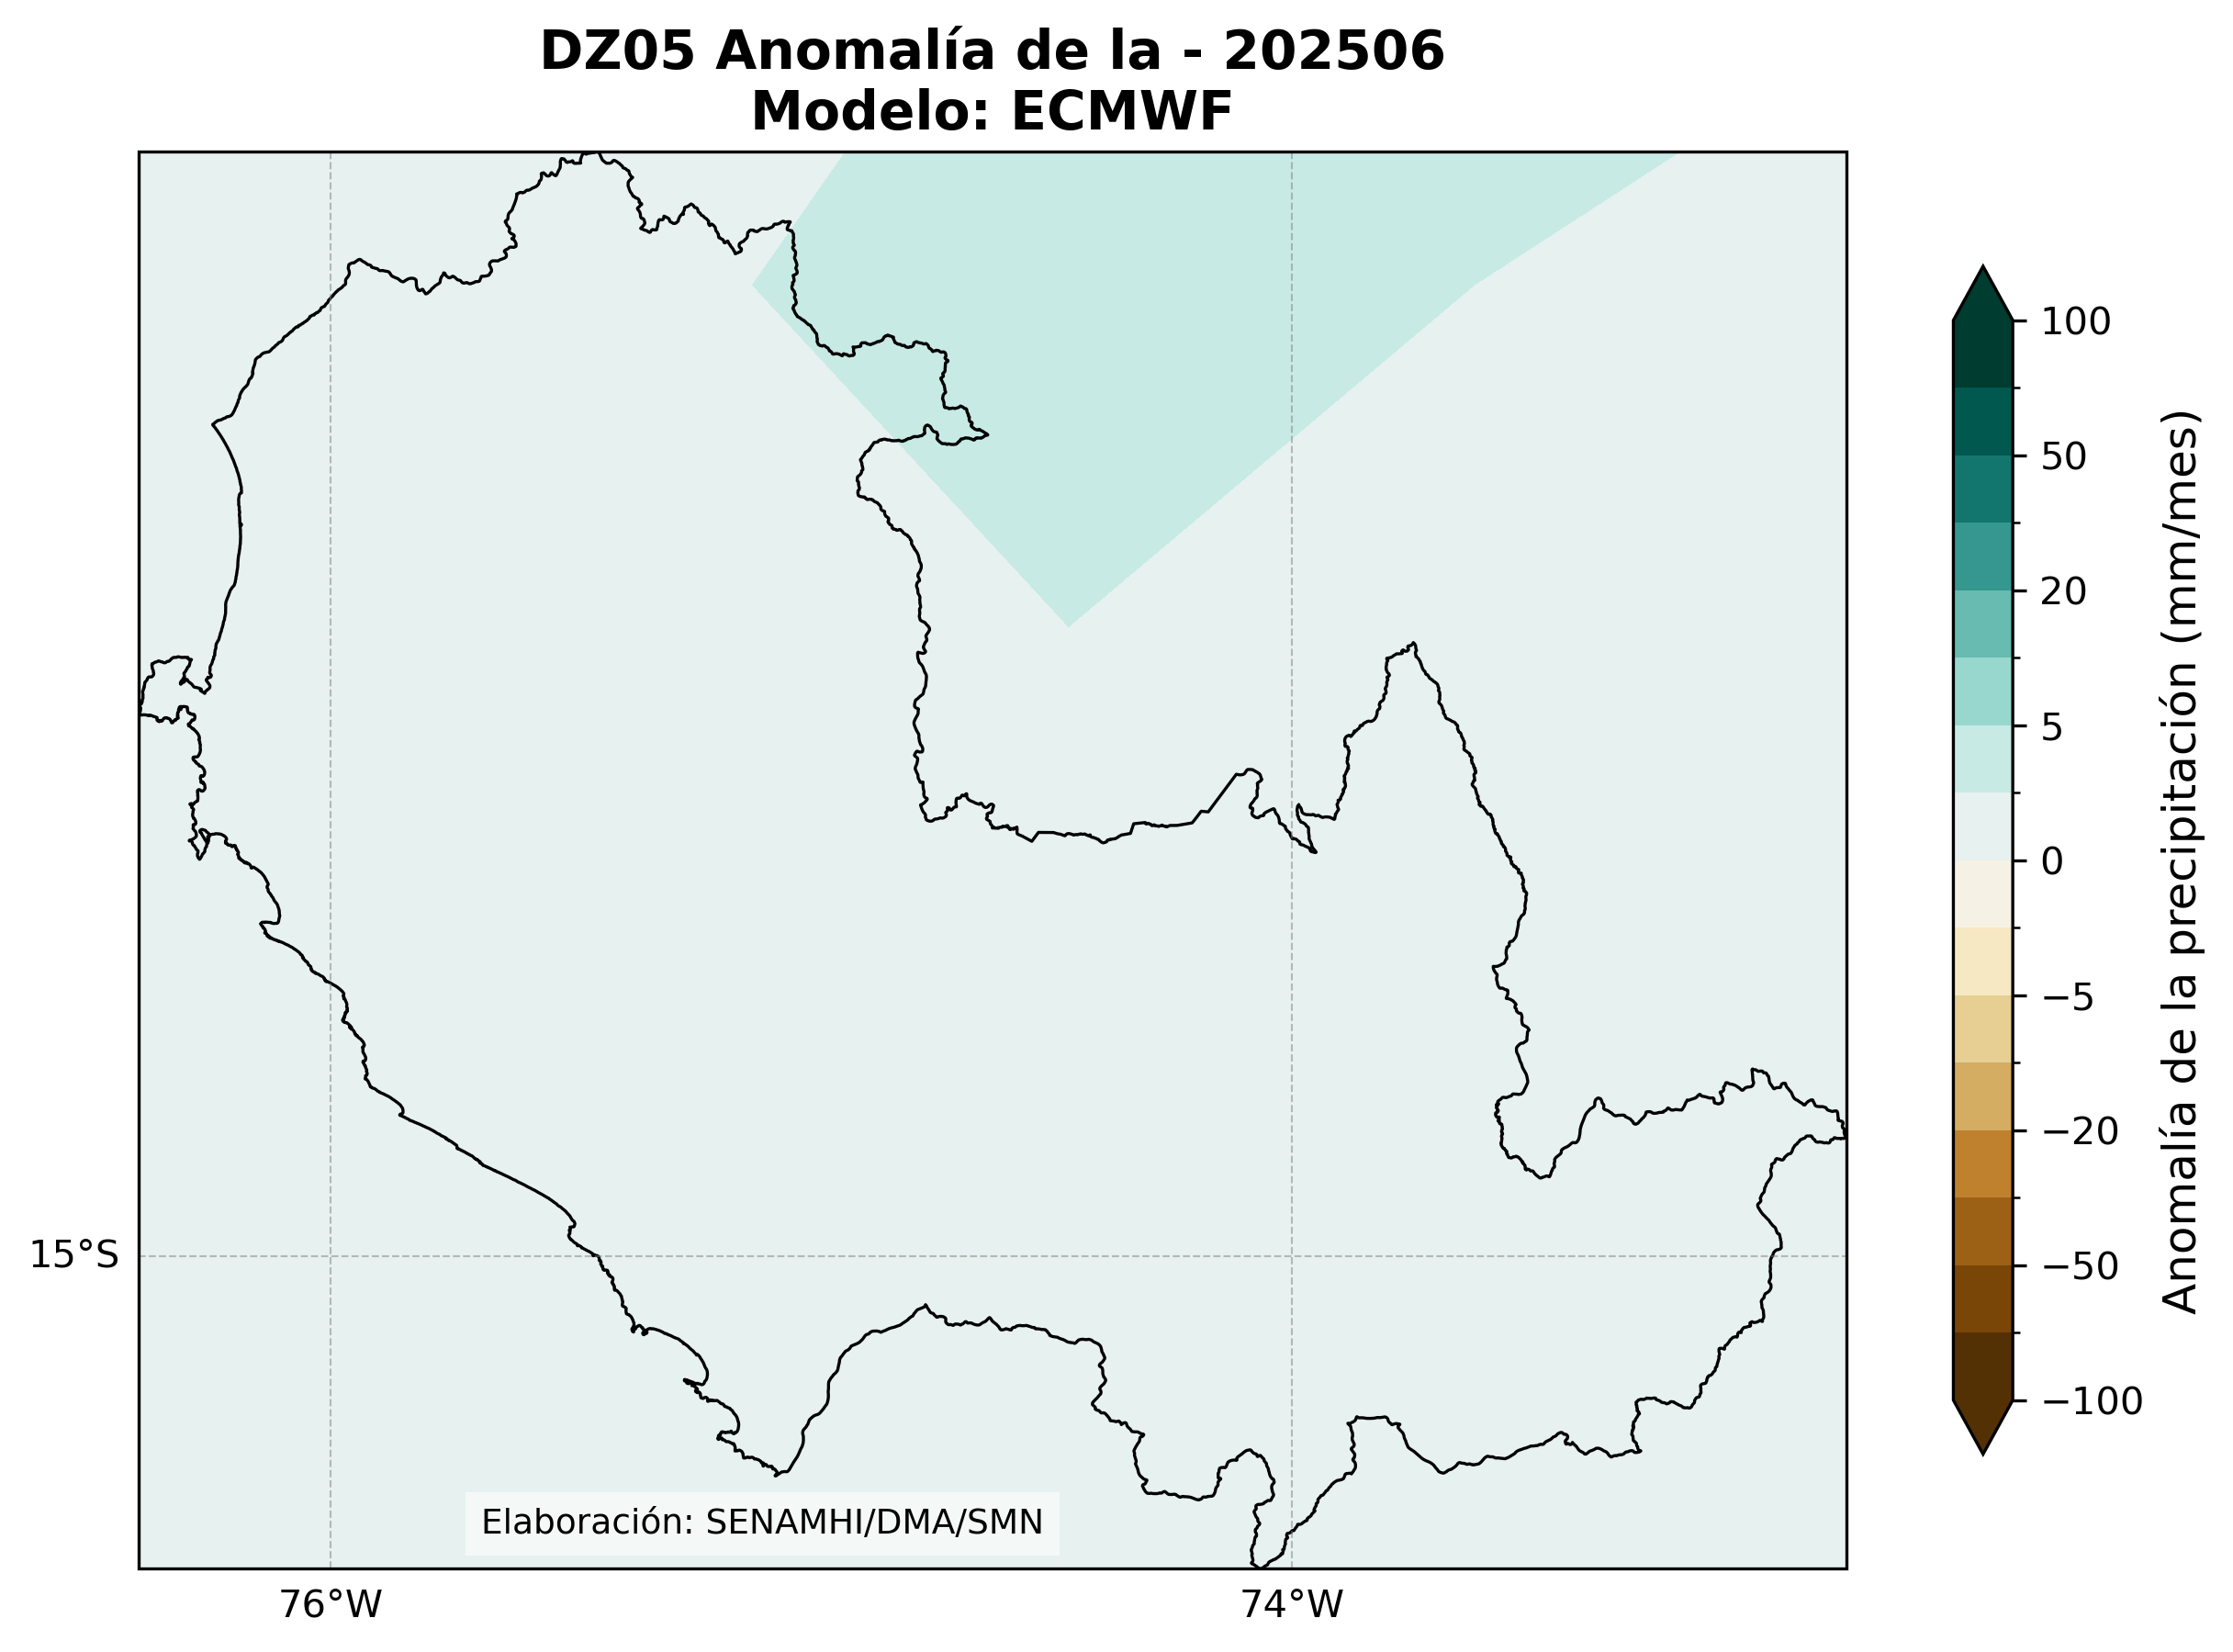 DZ05 Anomalía de la - 202506
Modelo: ECMWF
100
50
20
5
0
−5
−20
−50
−100
Anomalía de la precipitación (mm/mes)
15°S
Elaboración: SENAMHI/DMA/SMN
76°W
74°W